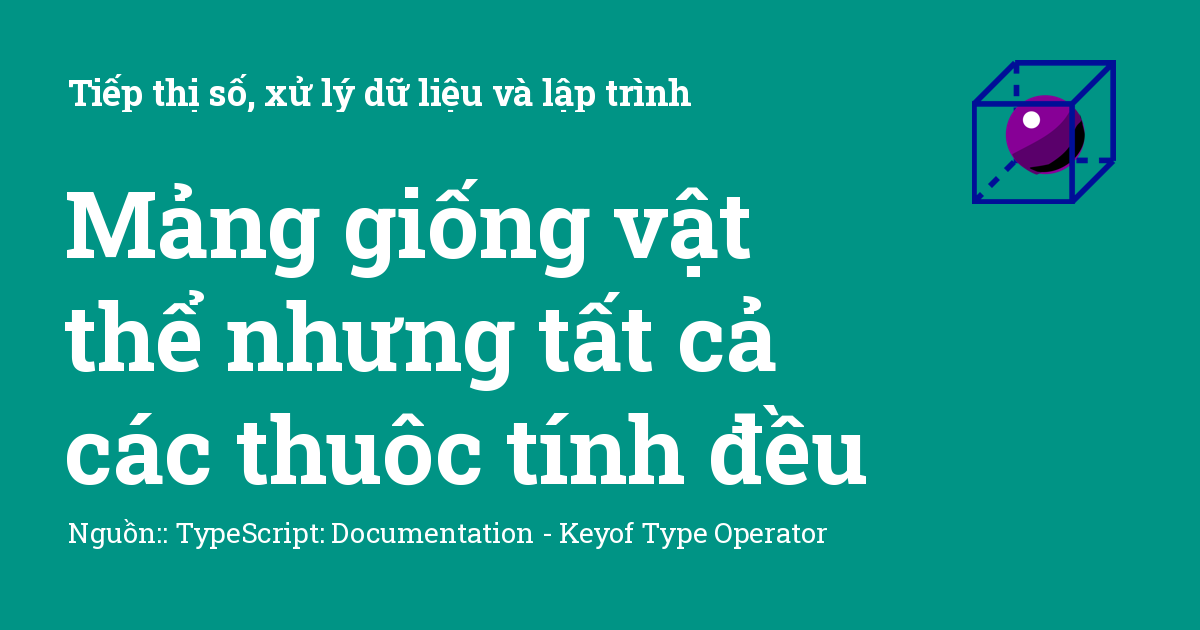 Tiếp thị số, xử lý dữ liệu và lập trình
Mảng giống vật
thể nhưng tất cả
các thuôc tính đều
Nguồn:: TypeScript: Documentation - Keyof Type Operator